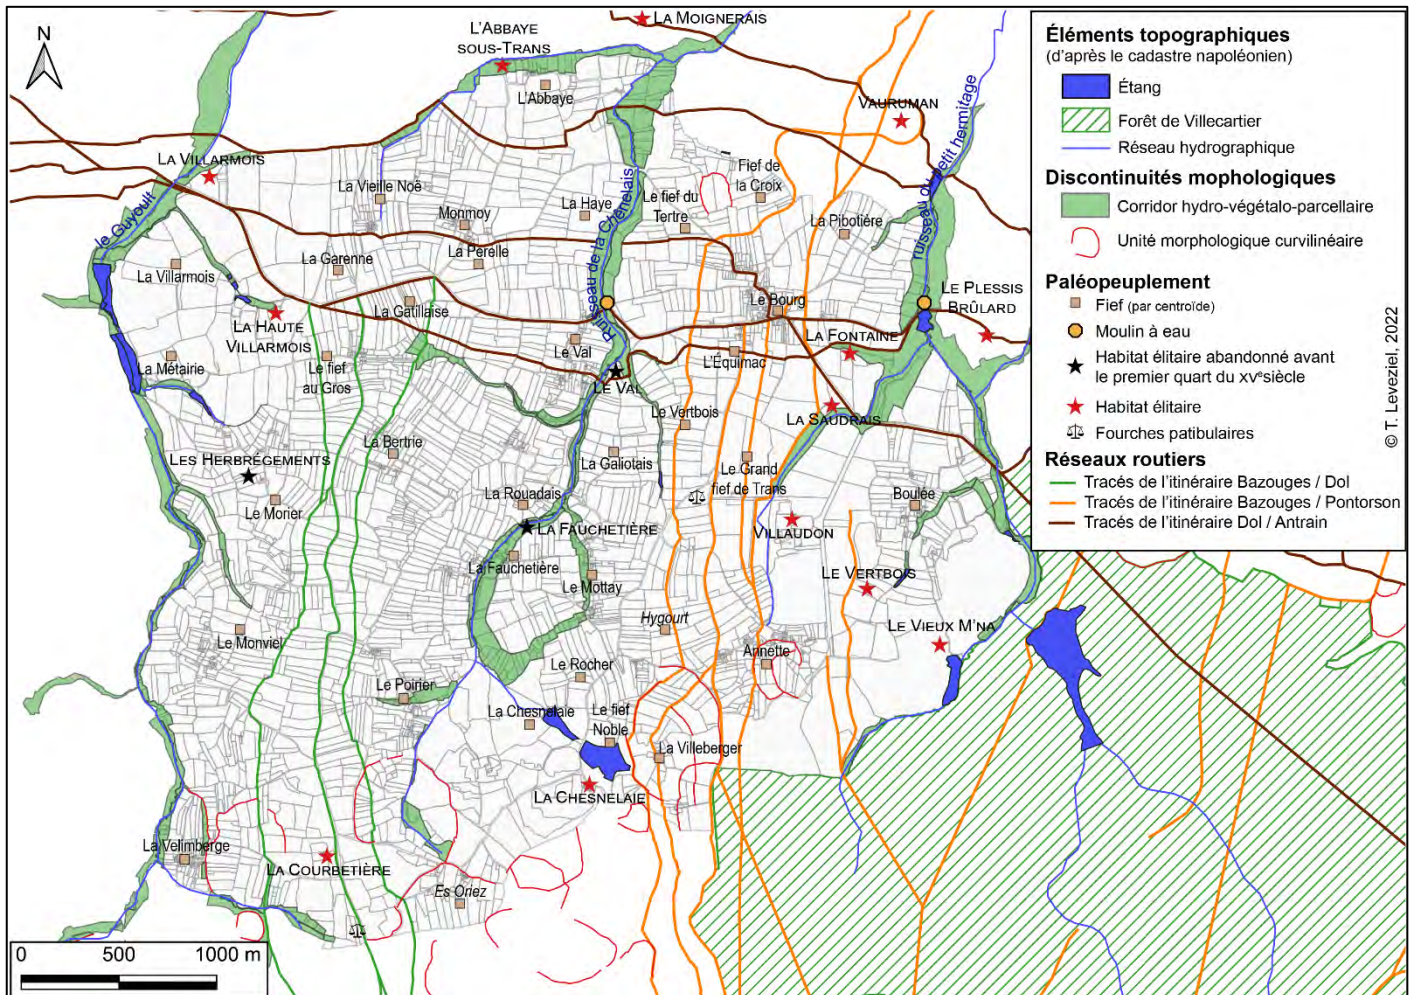 N
LA MOIGNERAIS
L'ABBAYE
SOUS-TRANS
L'Abbaye
VAURUMAN
LA VILLARMOIS
La Vieille Noë
Fief de
la Croix
Le fief du
Tertre
La Haye
Monmoy
La Pibotière
le Guyoult
Ruisseau de la Chênelais
ruisseau du petit hermitage
La Perelle
La Garenne
La Villarmois
LE PLESSIS
BRÛLARD
Le Bourg
La Gatillaise
LA HAUTE
VILLARMOIS
LA FONTAINE
Le Val
L'Équimac
La Métairie
Le fief
au Gros
LE VAL
Le Vertbois
LA SAUDRAIS
La Bertrie
LES HERBRÉGEMENTS
La Galiotais
Le Grand
fief de Trans
La Rouadais
Boulée
Le Morier
LA FAUCHETIÈRE
VILLAUDON
La Fauchetière
Le Mottay
LE VERTBOIS
Hygourt
LE VIEUX M'NA
Le Monviel
Annette
Le Rocher
Le Poirier
La Chesnelaie
Le fief
Noble
La Villeberger
LA CHESNELAIE
La Velimberge
LA COURBETIÈRE
Es Oriez
0 500 1000 m
Éléments topographiques
(d'après le cadastre napoléonien)
Étang
Forêt de Villecartier
Réseau hydrographique
Discontinuités mophologiques
Corridor hydro-végétalo-parcellaire
Unité morphologique curvilinéaire
Paléopeuplement
Fief (par centroïde)
Moulin à eau
Habitat élitaire abandonné avant
le premier quart du XVe siècle
Habitat élitaire
Fourches patibulaires
Réseaux routiers
Tracés de l'itinéraire Bazouges / Dol
Tracés de l'itinéraire Bazouges / Pontorson
Tracés de l'itinéraire Dol / Antrain
© T. Leveziel, 2022